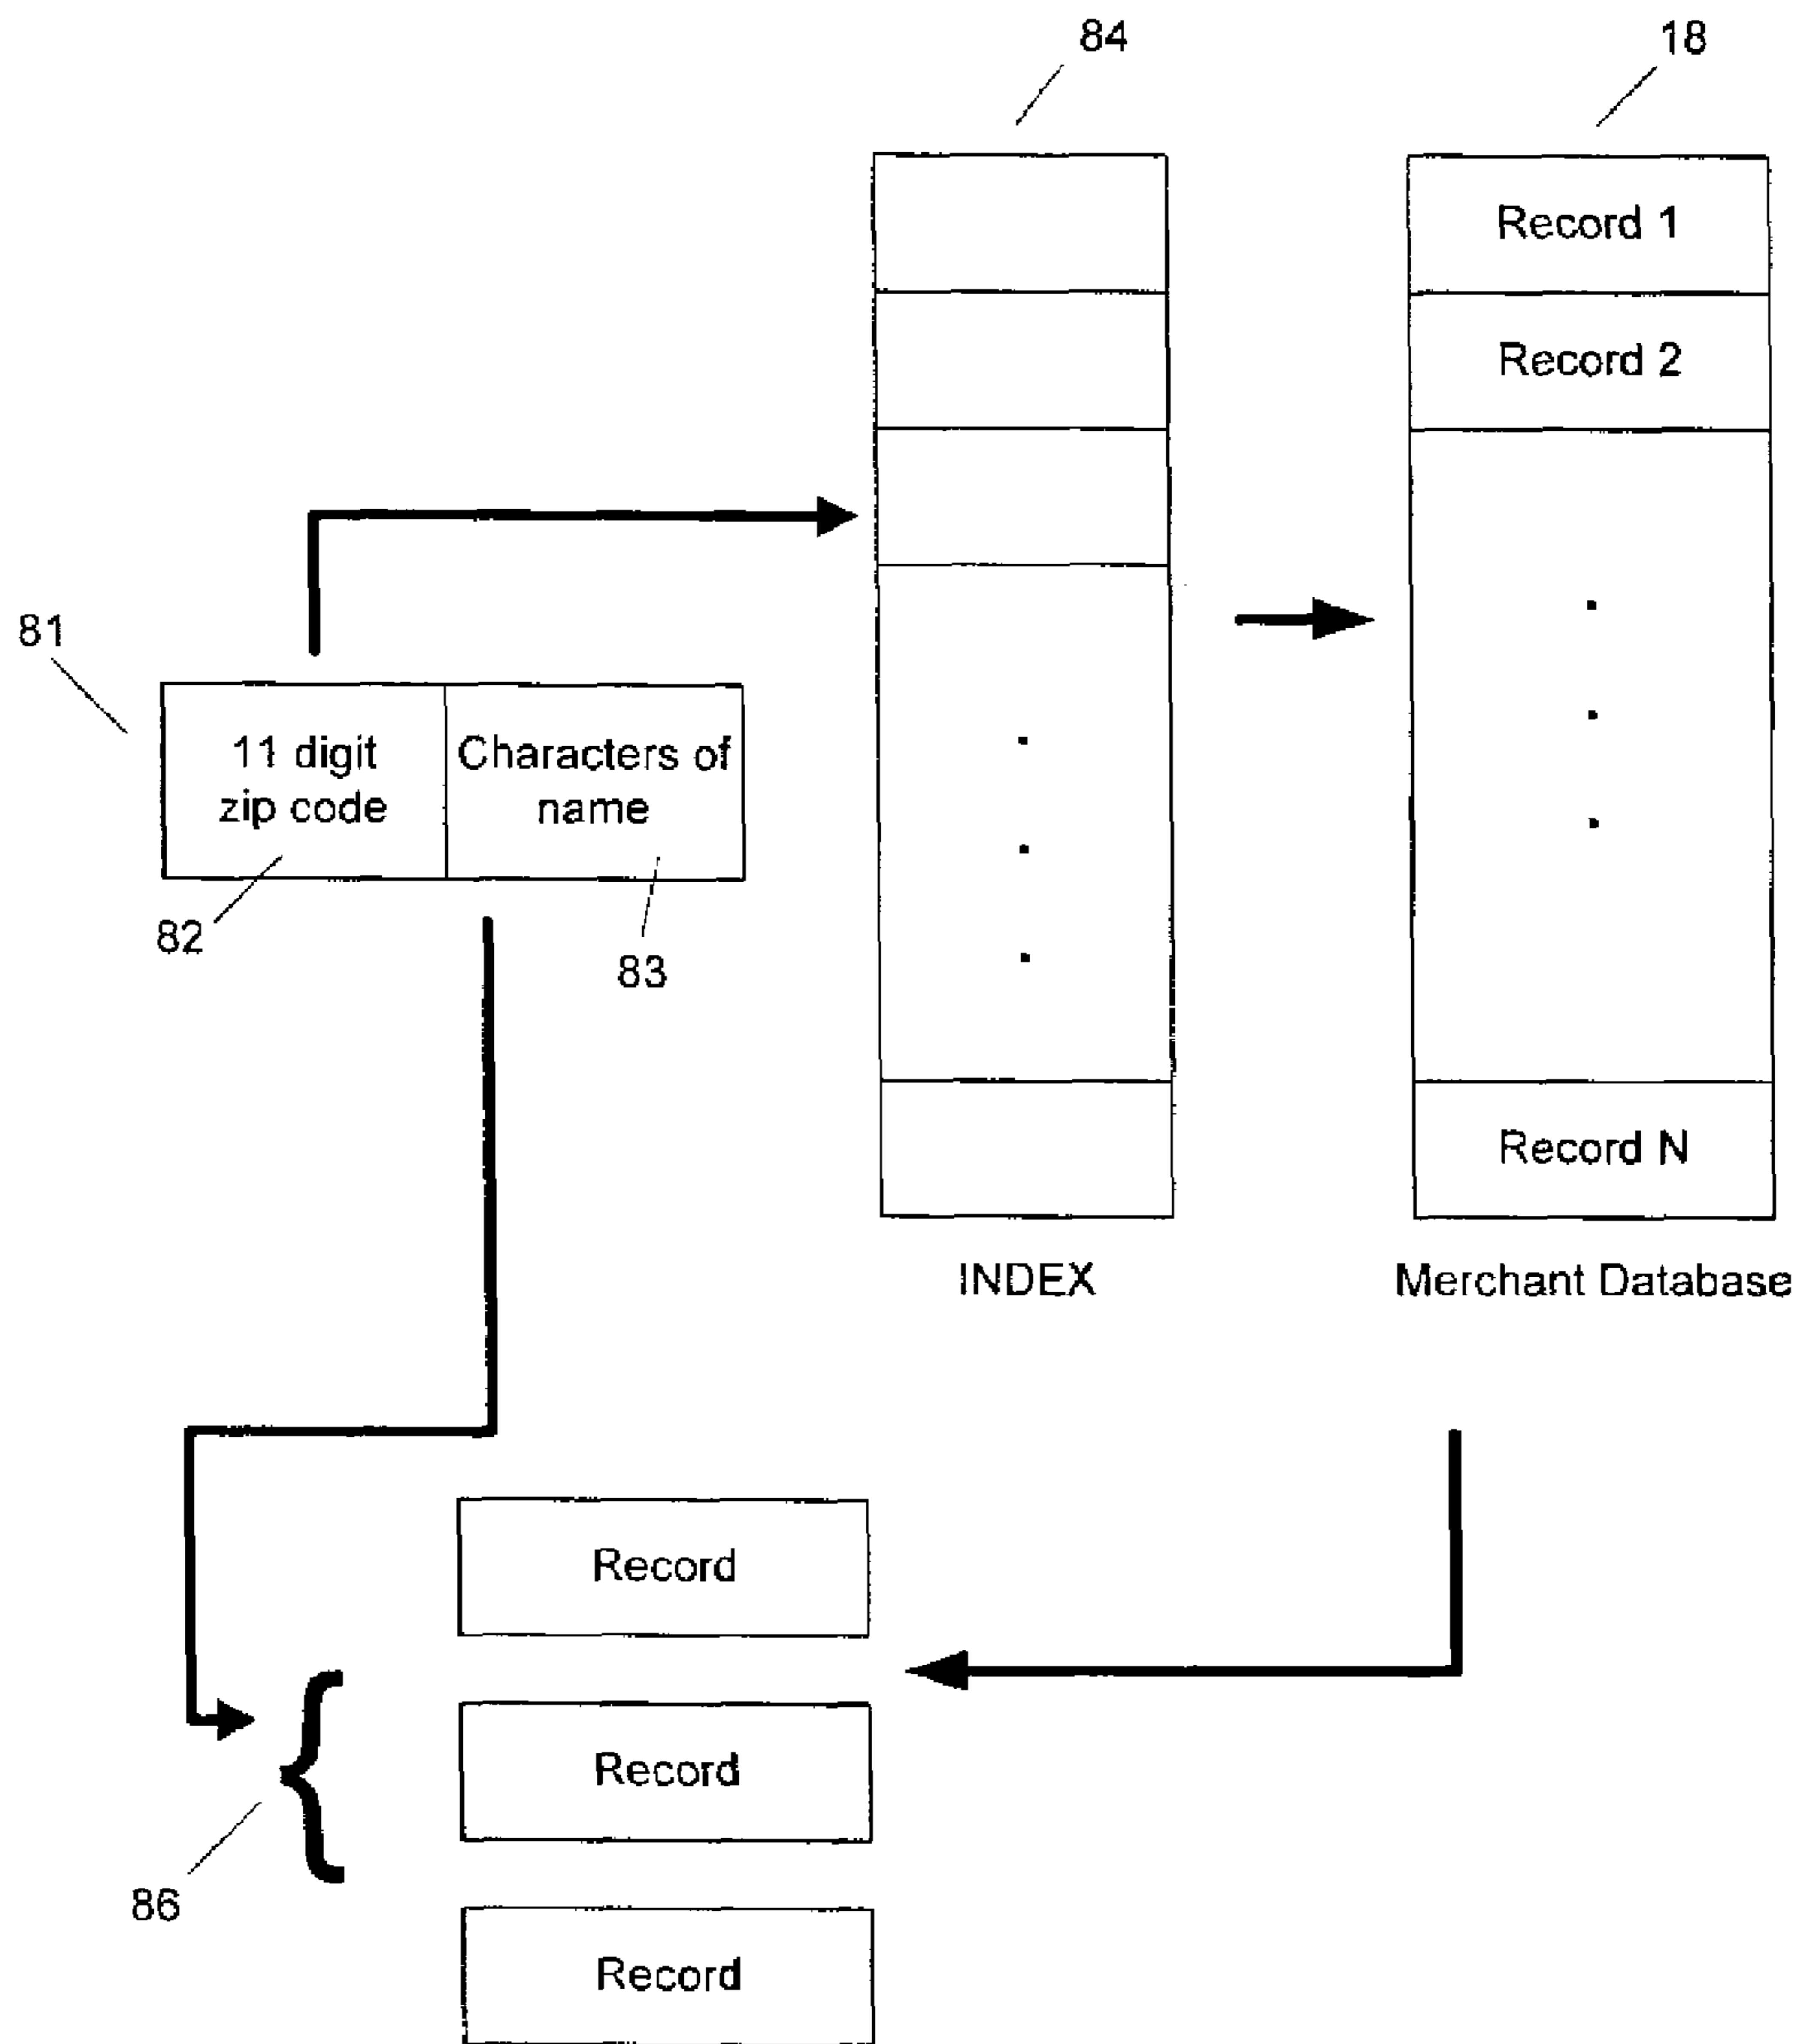 84
18
Record 1
Record 2
81
11 digit
zip code
Characters of
name
82
83
Record N
INDEX
Merchant Database
Record
Record
86
Record